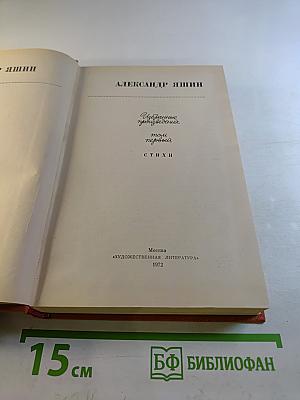 Р ЯШИН
АЛЕКСАНДР ЯШИН
Избранные
произведения
том
первый
СТИХИ
Москва
«ХУДОЖЕСТВЕННАЯ ЛИТЕРАТУРА»
1972
15 см
БФ БИБЛИОФАН